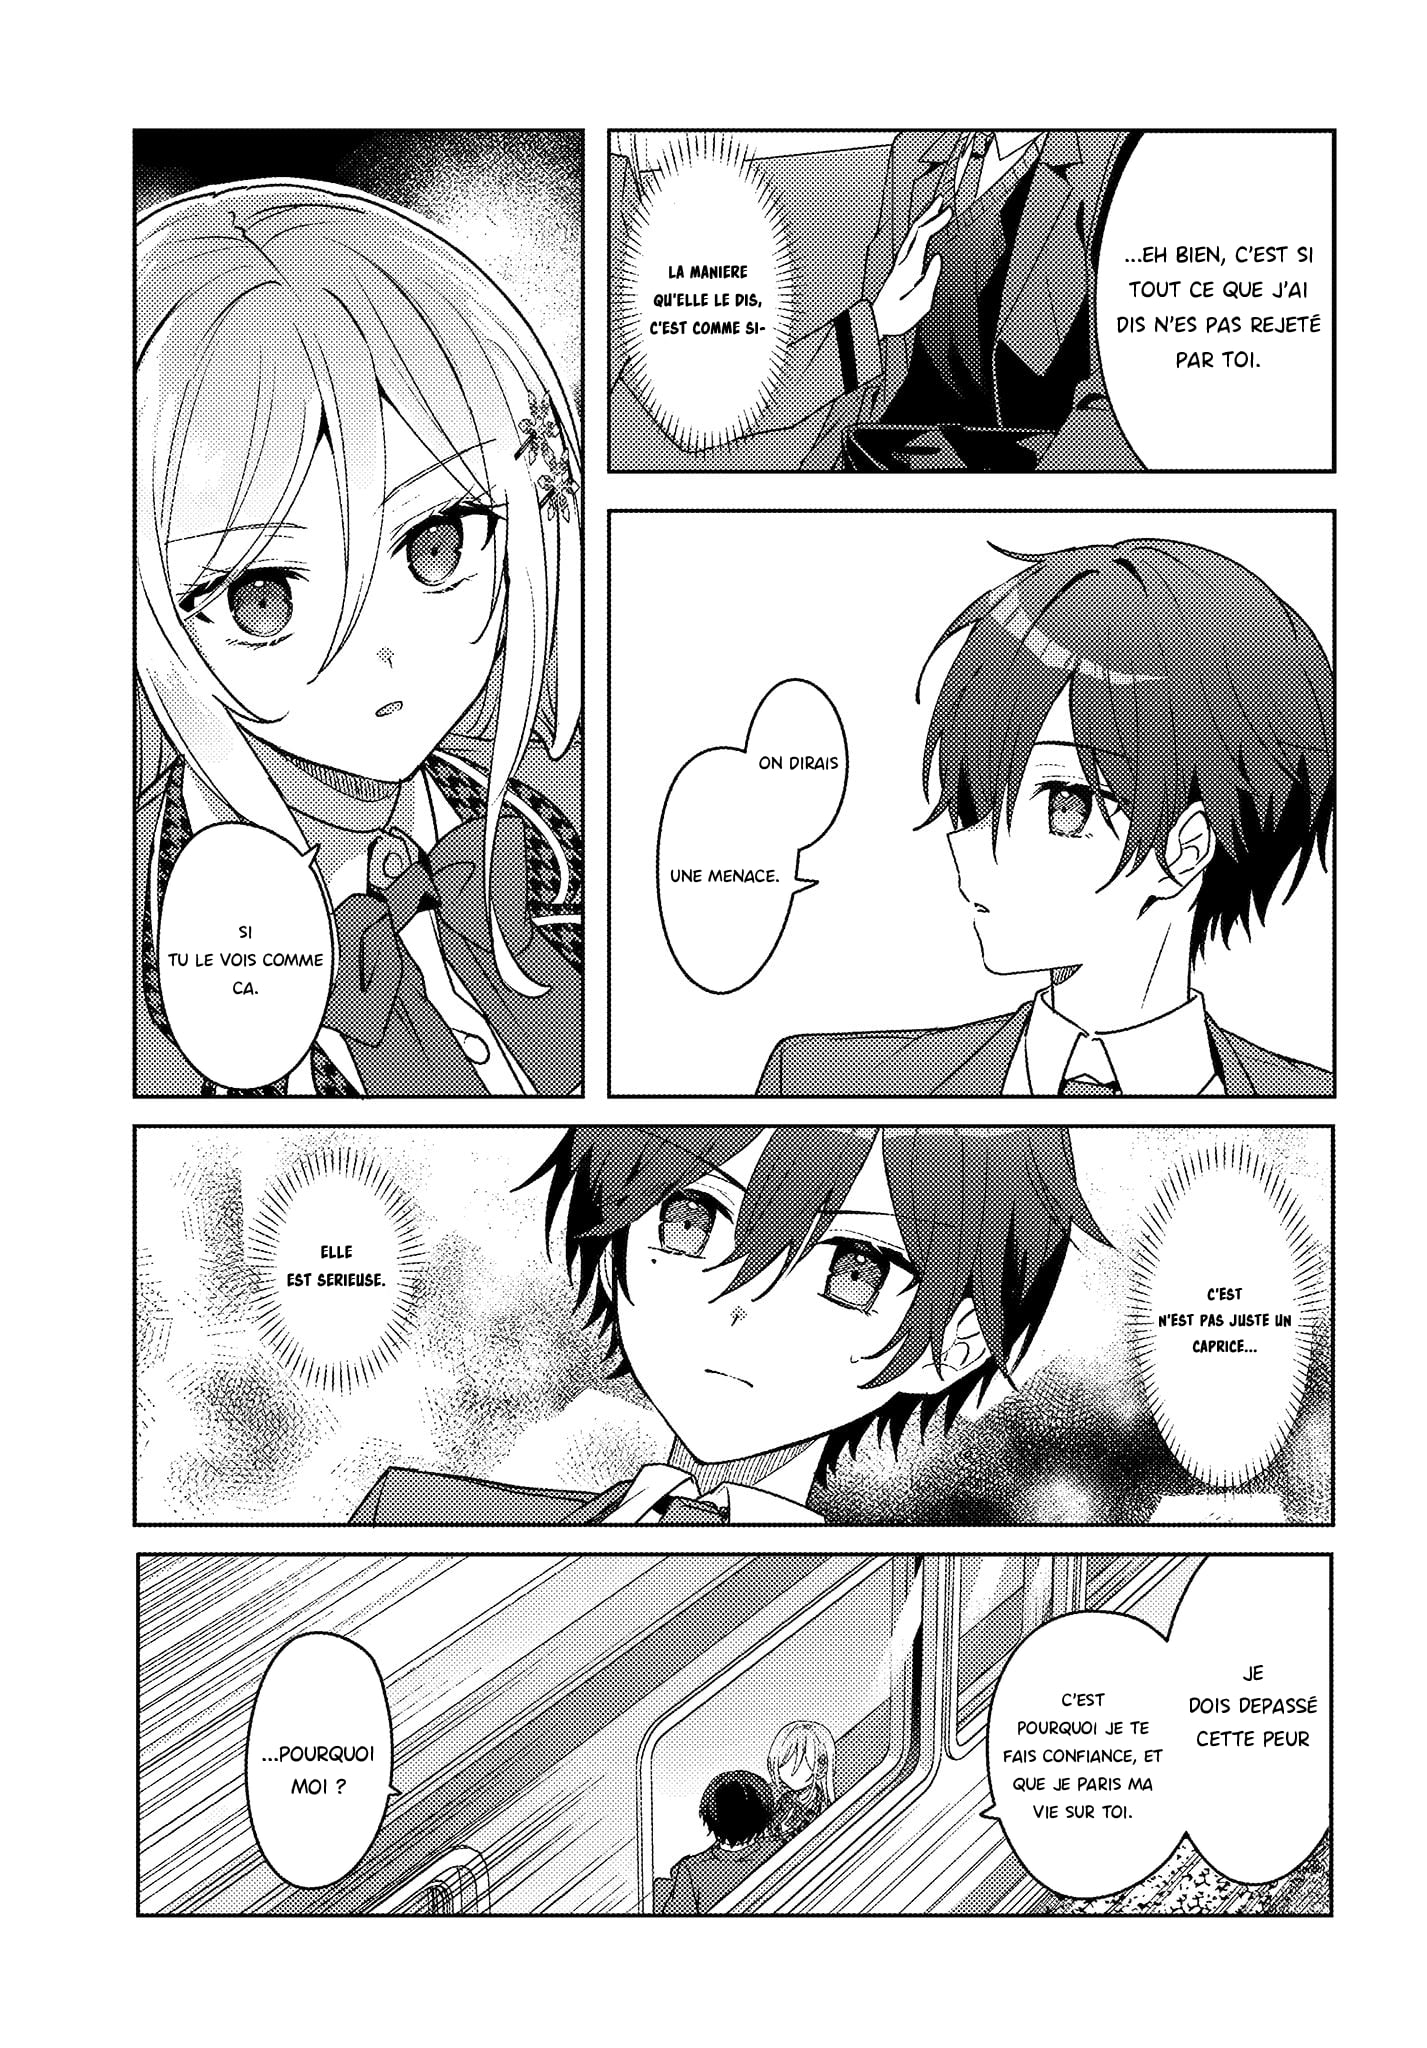 ...EH BIEN, C'EST SI
TOUT CE QUE J'AI
DIS N'ES PAS REJETÉ
PAR TOI.
LA MANIERE
QU'ELLE LE DIS,
C'EST COMME SI-
ON DIRAIS
UNE MENACE.
SI
TU LE VOIS COMME
CA.
C'EST
N'EST PAS JUSTE UN
CAPRICE...
ELLE
EST SERIEUSE.
JE
DOIS DEPASSÉ
CETTE PEUR
C'EST
POURQUOI JE TE
FAIS CONFIANCE, ET
QUE JE PARIS MA
VIE SUR TOI.
...POURQUOI
MOI ?